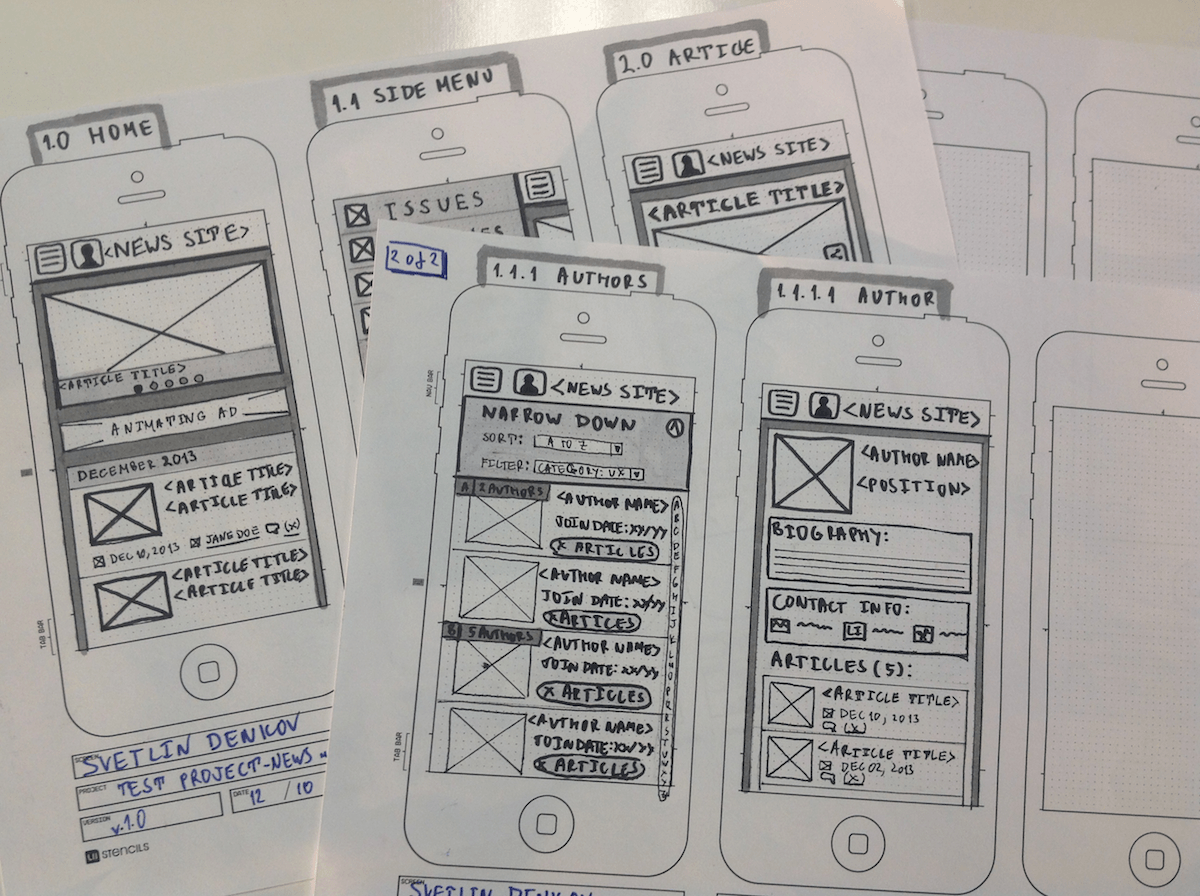 1.0 HOME
<NEWS SITE>
<ARTICLE TITLE>
ANIMATING AD
DECEMBER 2013
<ARTICLE TITLE>
<ARTICLE TITLE>
DEC 10, 2013 JANE DOE (x)
<ARTICLE TITLE>
<ARTICLE TITLE>
TAB BAR
SVETLIN DENKOV
PROJECT TEST PROJECT-NEWS
VERSION v.1.0
DATE 12 / 10
UI STENCILS
1.1 SIDE MENU
ISSUES
2.0 ARTICLE
<NEWS SITE>
<ARTICLE TITLE>
2 of 2
1.1.1 AUTHORS
NAV BAR
<NEWS SITE>
NARROW DOWN
SORT: A TO Z
FILTER: CATEGORY: UX
A 2 AUTHORS
<AUTHOR NAME>
JOIN DATE: XX/YY
X ARTICLES
<AUTHOR NAME>
JOIN DATE: XX/YY
X ARTICLES
B 5 AUTHORS
<AUTHOR NAME>
JOIN DATE: XX/YY
X ARTICLES
<AUTHOR NAME>
JOIN DATE: XX/YY
X ARTICLES
TAB BAR
SCREEN SVETLIN DENKOV
1.1.1.1 AUTHOR
<NEWS SITE>
<AUTHOR NAME>
<POSITION>
BIOGRAPHY:
CONTACT INFO:
LI
ARTICLES (5):
<ARTICLE TITLE>
DEC 10, 2013
(x)
<ARTICLE TITLE>
DEC 02, 2013
(x)